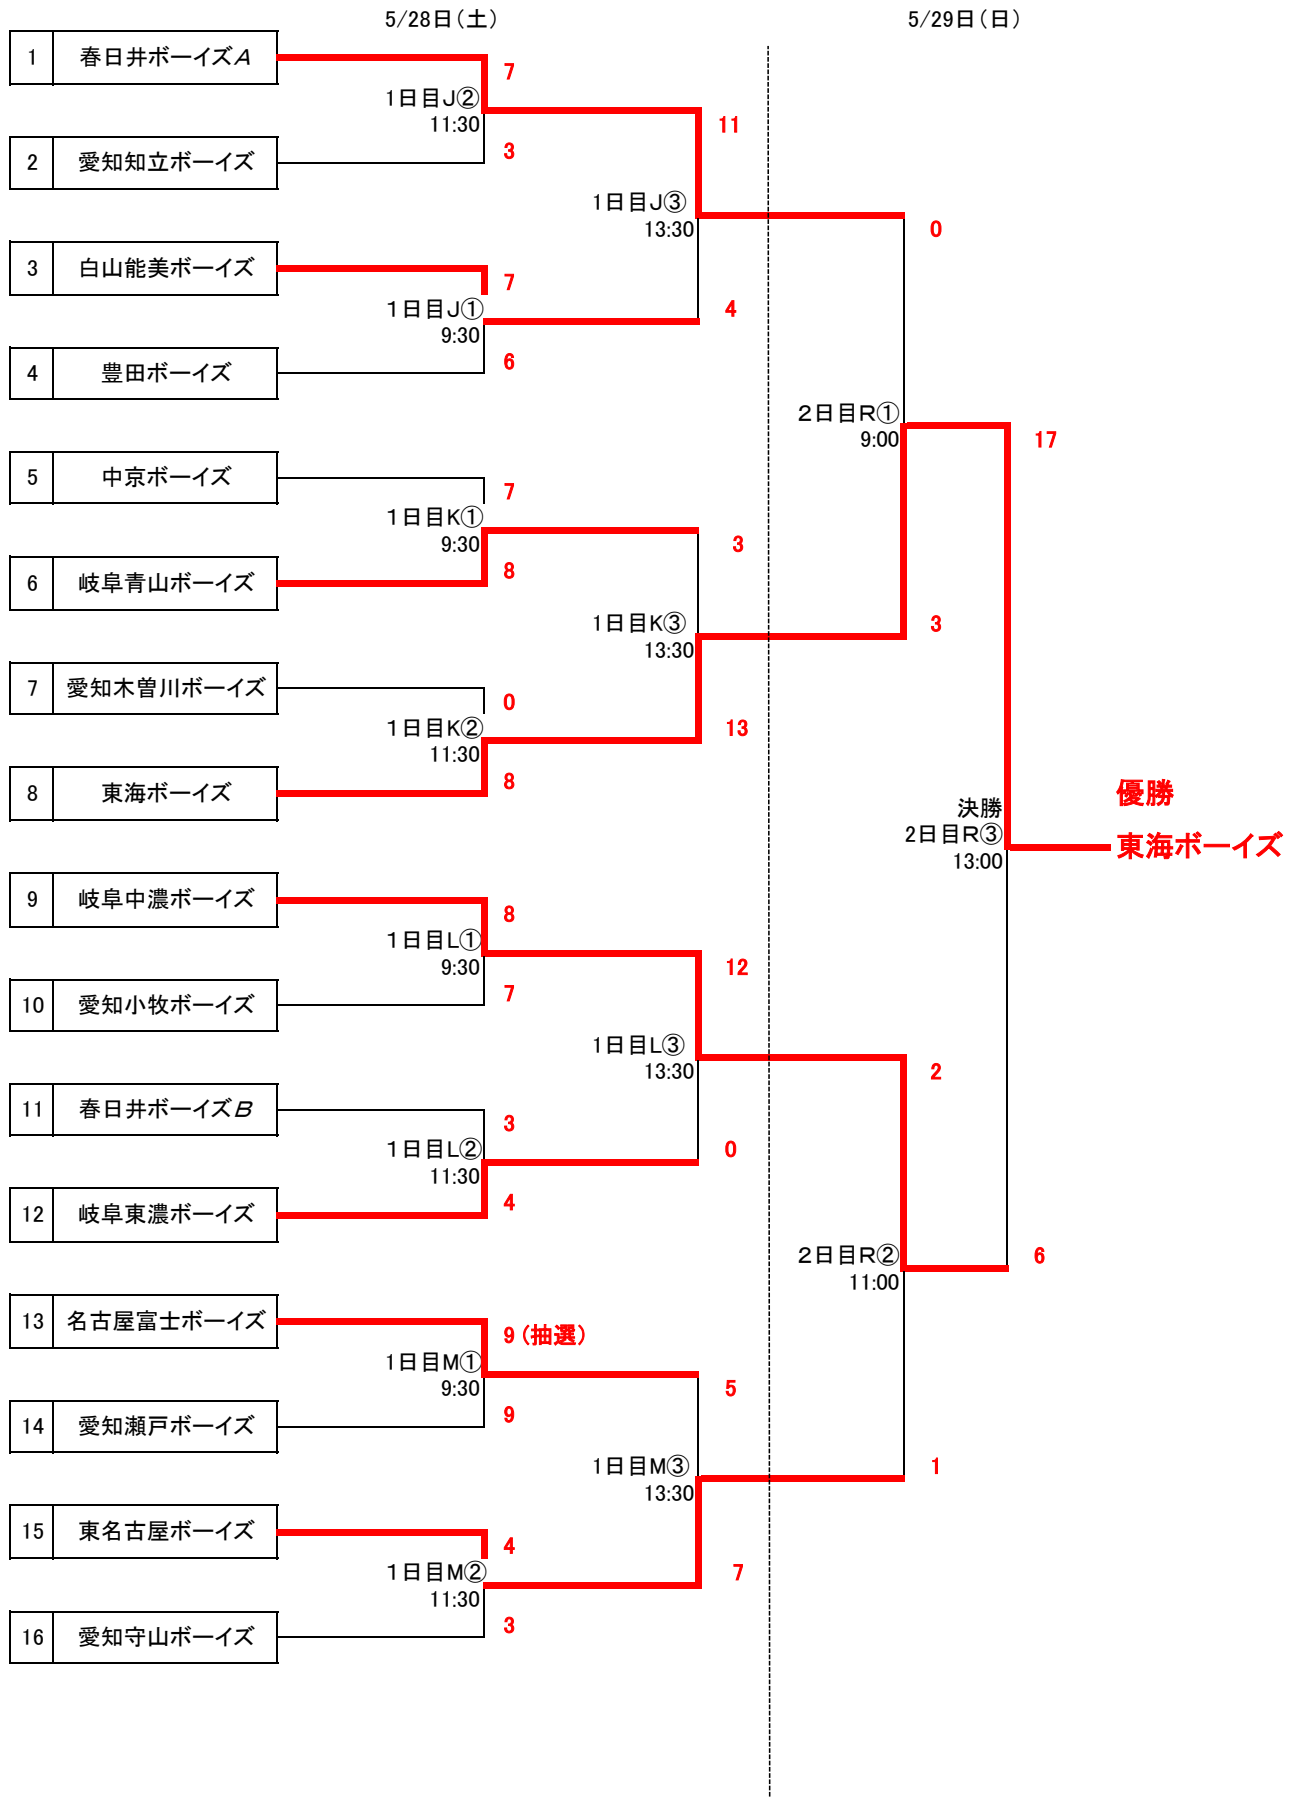 5/28日(土)
5/29日(日)
1 春日井ボーイズA
7
1日目J②
11:30
11
3
2 愛知知立ボーイズ
1日目J③
13:30
0
3 白山能美ボーイズ
7
1日目J①
9:30
4
6
4 豊田ボーイズ
2日目R①
9:00
17
5 中京ボーイズ
7
1日目K①
9:30
3
8
6 岐阜青山ボーイズ
1日目K③
13:30
3
7 愛知木曽川ボーイズ
0
1日目K②
11:30
13
8
8 東海ボーイズ
優勝
決勝
2日目R③
13:00
東海ボーイズ
9 岐阜中濃ボーイズ
8
1日目L①
9:30
12
7
10 愛知小牧ボーイズ
1日目L③
13:30
2
11 春日井ボーイズB
3
1日目L②
11:30
0
4
12 岐阜東濃ボーイズ
2日目R②
11:00
6
13 名古屋富士ボーイズ
9(抽選)
1日目M①
9:30
5
9
14 愛知瀬戸ボーイズ
1日目M③
13:30
1
15 東名古屋ボーイズ
4
1日目M②
11:30
7
3
16 愛知守山ボーイズ